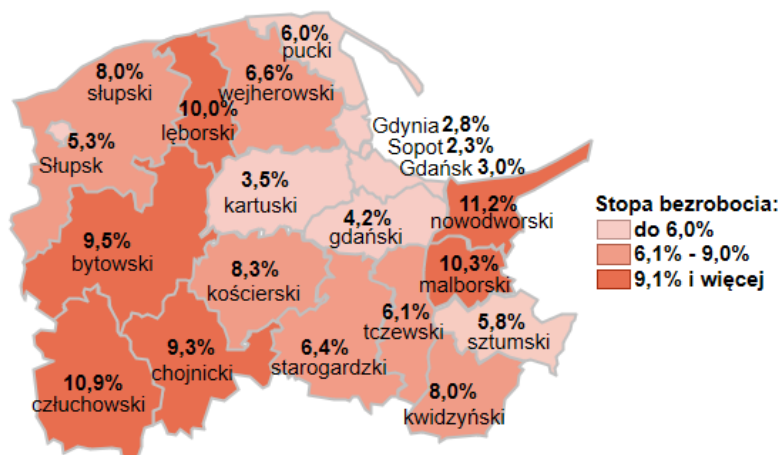 6,0%
pucki
8,0%
słupski
6,6%
wejherowski
10,0%
lęborski
5,3%
Słupsk
Gdynia 2,8%
Sopot 2,3%
Gdańsk 3,0%
3,5%
kartuski
4,2%
gdański
11,2%
nowodworski
9,5%
bytowski
8,3%
kościerski
10,3%
malborski
6,1%
tczewski
5,8%
sztumski
9,3%
chojnicki
6,4%
starogardzki
10,9%
człuchowski
8,0%
kwidzyński
Stopa bezrobocia:
do 6,0%
6,1% - 9,0%
9,1% i więcej